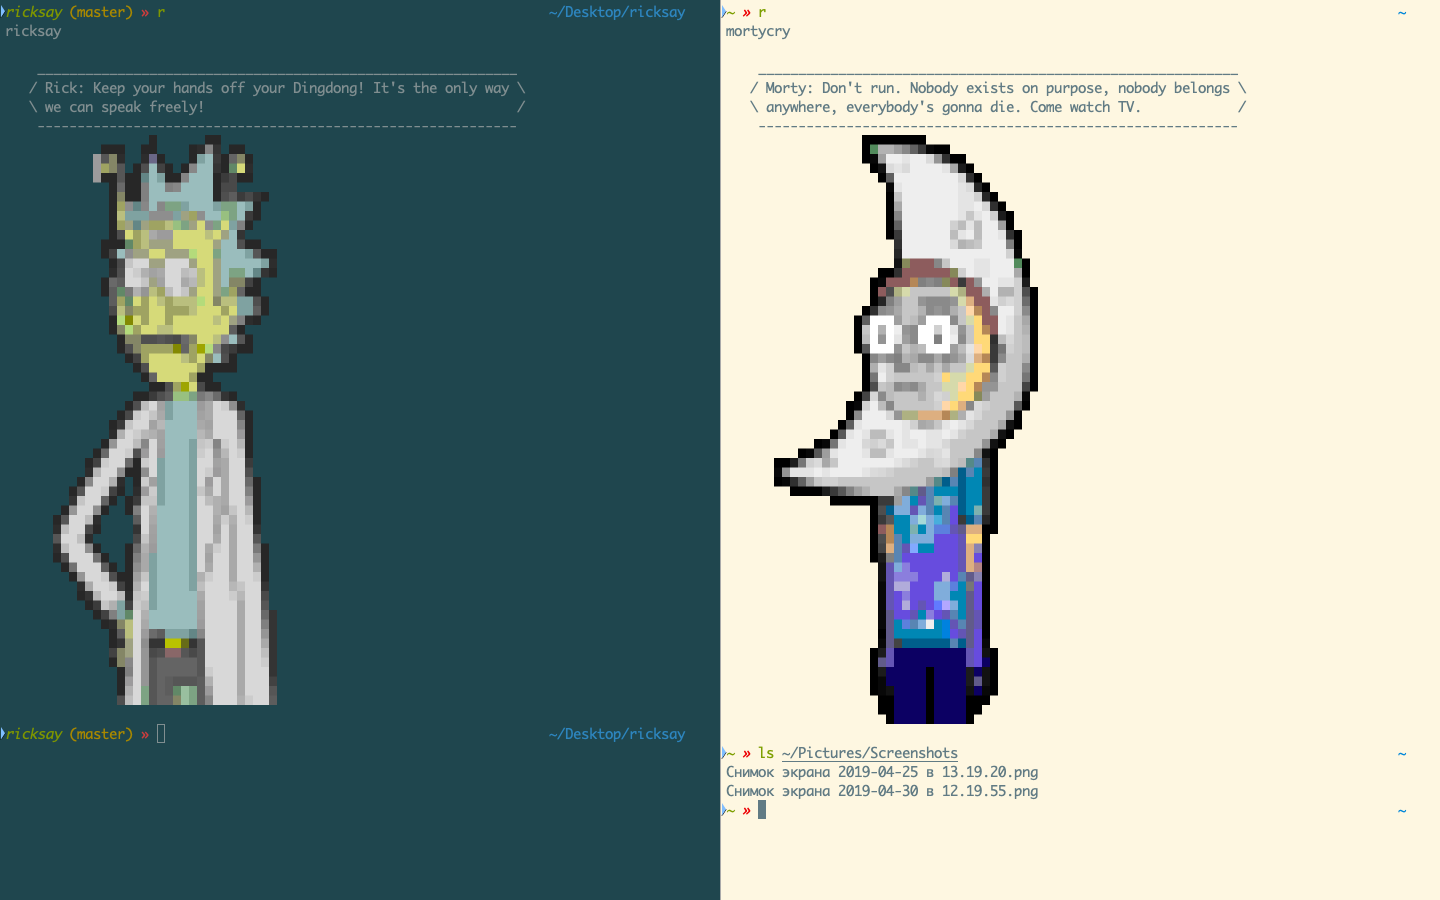 ricksay (master) » r ~/Desktop/ricksay
ricksay
/ Rick: Keep your hands off your Dingdong! It's the only way \
\ we can speak freely! /
ricksay (master) » ~/Desktop/ricksay
~ » r ~
mortycry
/ Morty: Don't run. Nobody exists on purpose, nobody belongs \
\ anywhere, everybody's gonna die. Come watch TV. /
~ » ls ~/Pictures/Screenshots ~
Снимок экрана 2019-04-25 в 13.19.20.png
Снимок экрана 2019-04-30 в 12.19.55.png
~ » ~